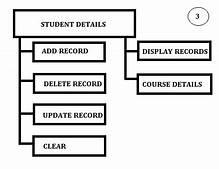 STUDENT DETAILS
3
ADD RECORD
DISPLAY RECORDS
DELETE RECORD
COURSE DETAILS
UPDATE RECORD
CLEAR